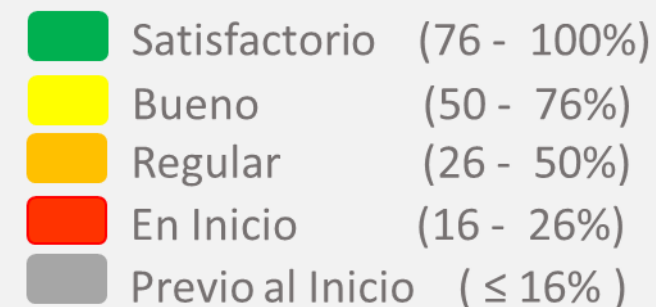 Satisfactorio (76 - 100%)
Bueno (50 - 76%)
Regular (26 - 50%)
En Inicio (16 - 26%)
Previo al Inicio ( ≤ 16% )